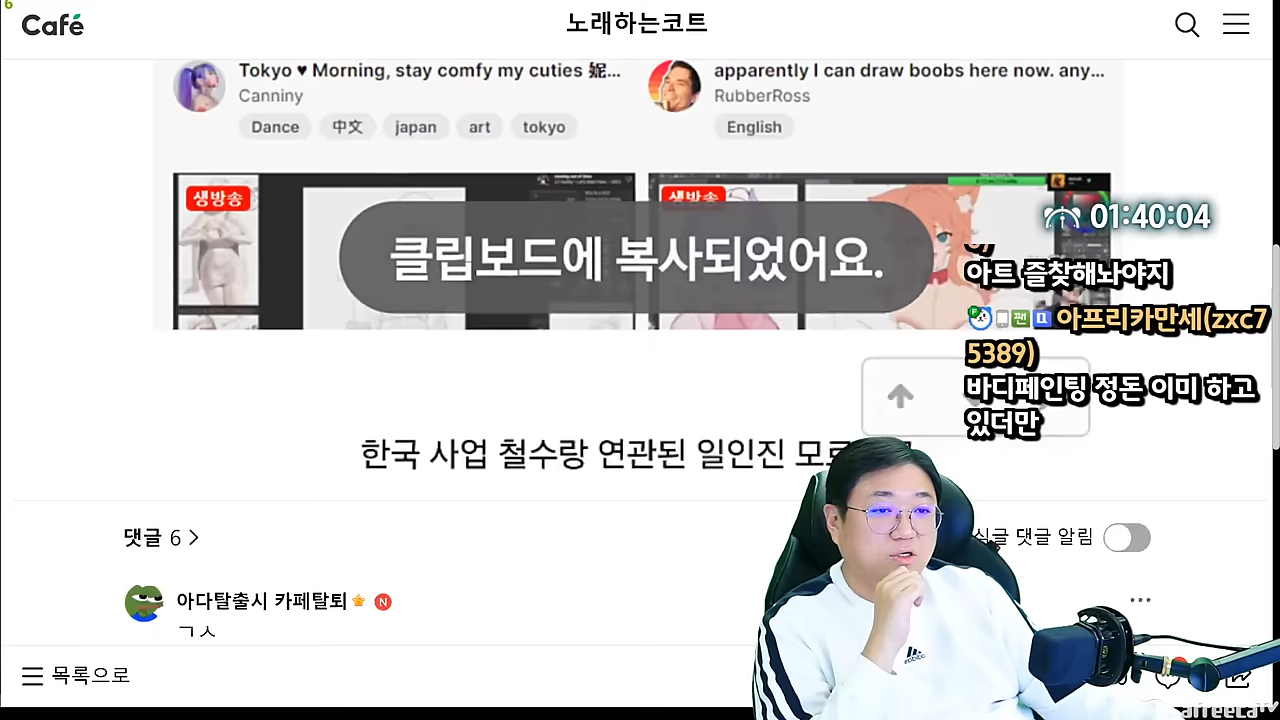 6
Café
노래하는코트
Tokyo ♥ Morning, stay comfy my cuties 妮...
Canniny
Dance 中文 japan art tokyo
apparently I can draw boobs here now. any...
RubberRoss
English
생방송
생방송
클립보드에 복사되었어요.
01:40:04
아트 즐찾해놔야지
팬 아프리카만세(zxc7
5389)
바디페인팅 정돈 이미 하고
있더만
한국 사업 철수랑 연관된 일인진
댓글 6
댓글 알림
아다탈출시 카페탈퇴 N
ㄱㅅ
목록으로
adidas
afreecaTV